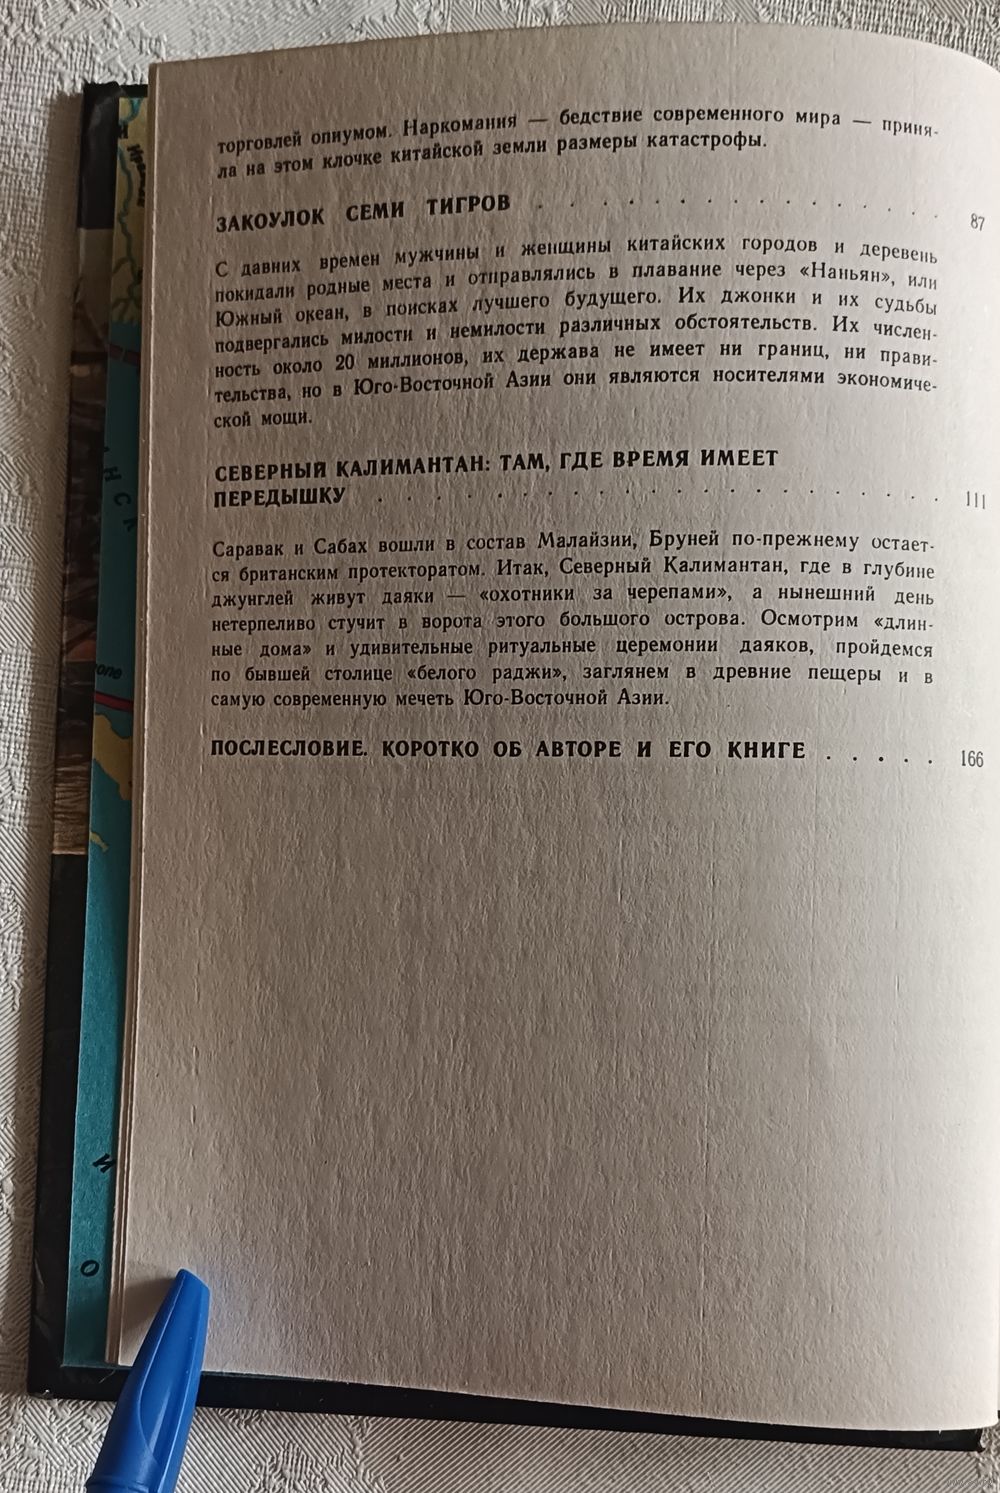 торговлей опиумом. Наркомания — бедствие современного мира — приня-
ла на этом клочке китайской земли размеры катастрофы.
ЗАКОУЛОК СЕМИ ТИГРОВ . . . . . . . . . . . . . . . 87
С давних времен мужчины и женщины китайских городов и деревень
покидали родные места и отправлялись в плавание через «Наньян», или
Южный океан, в поисках лучшего будущего. Их джонки и их судьбы
подвергались милости и немилости различных обстоятельств. Их числен-
ность около 20 миллионов, их держава не имеет ни границ, ни прави-
тельства, но в Юго-Восточной Азии они являются носителями экономиче-
ской мощи.
СЕВЕРНЫЙ КАЛИМАНТАН: ТАМ, ГДЕ ВРЕМЯ ИМЕЕТ
ПЕРЕДЫШКУ . . . . . . . . . . . . . . . . . . . 111
Саравак и Сабах вошли в состав Малайзии, Бруней по-прежнему остает-
ся британским протекторатом. Итак, Северный Калимантан, где в глубине
джунглей живут даяки — «охотники за черепами», а нынешний день
нетерпеливо стучит в ворота этого большого острова. Осмотрим «длин-
ные дома» и удивительные ритуальные церемонии даяков, пройдемся
по бывшей столице «белого раджи», заглянем в древние пещеры и в
самую современную мечеть Юго-Восточной Азии.
ПОСЛЕСЛОВИЕ. КОРОТКО ОБ АВТОРЕ И ЕГО КНИГЕ . . . . . 166